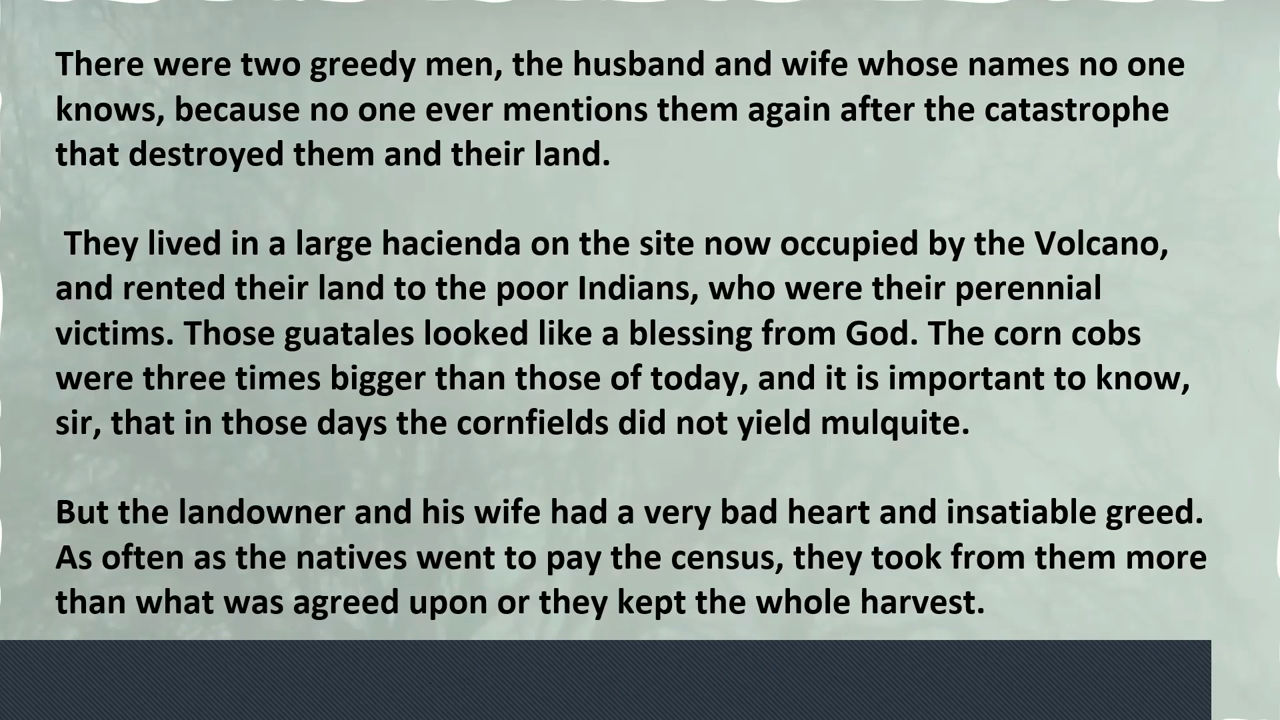 There were two greedy men, the husband and wife whose names no one
knows, because no one ever mentions them again after the catastrophe
that destroyed them and their land.
They lived in a large hacienda on the site now occupied by the Volcano,
and rented their land to the poor Indians, who were their perennial
victims. Those guatales looked like a blessing from God. The corn cobs
were three times bigger than those of today, and it is important to know,
sir, that in those days the cornfields did not yield mulquite.
But the landowner and his wife had a very bad heart and insatiable greed.
As often as the natives went to pay the census, they took from them more
than what was agreed upon or they kept the whole harvest.